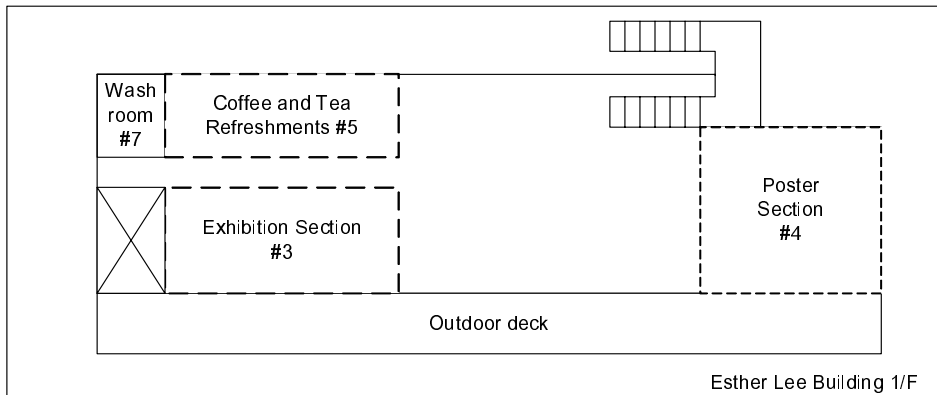 Wash
room
#7
Coffee and Tea
Refreshments #5
Exhibition Section
#3
Poster
Section
#4
Outdoor deck
Esther Lee Building 1/F